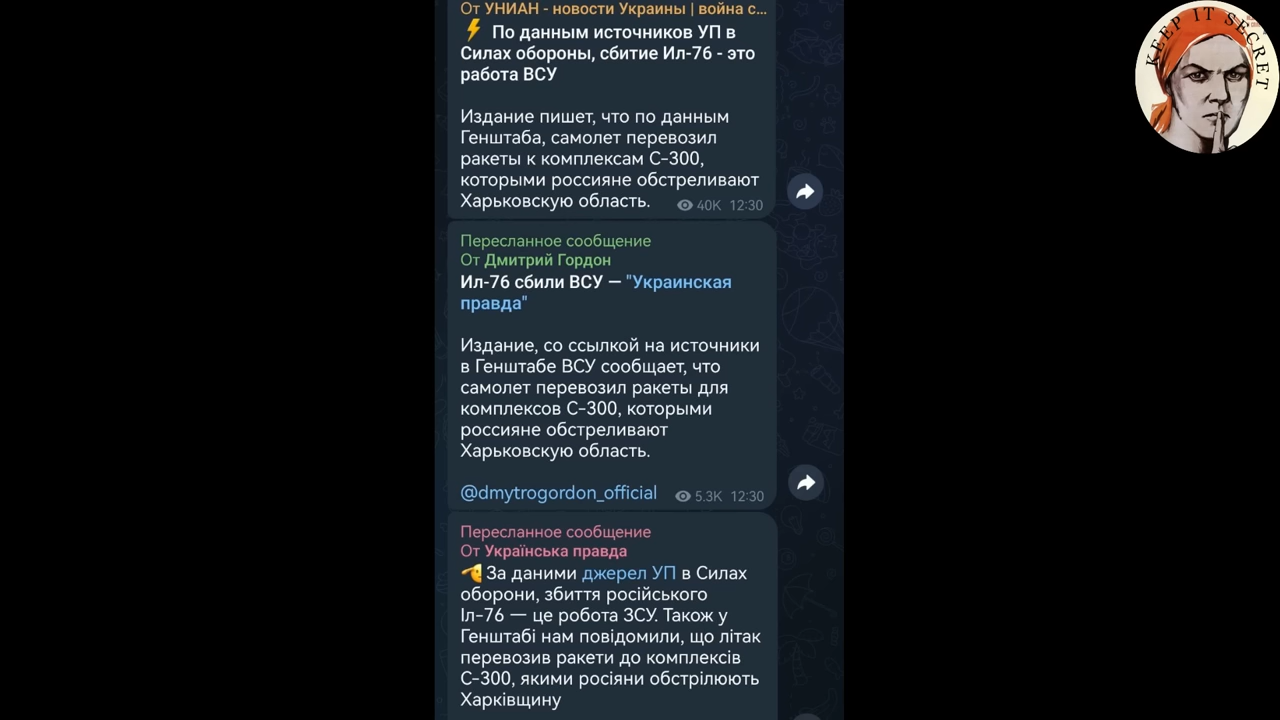 От УНИАН - новости Украины | война с...
⚡ По данным источников УП в
Силах обороны, сбитие Ил-76 - это
работа ВСУ
Издание пишет, что по данным
Генштаба, самолет перевозил
ракеты к комплексам С-300,
которыми россияне обстреливают
Харьковскую область.
40K 12:30
Пересланное сообщение
От Дмитрий Гордон
Ил-76 сбили ВСУ — "Украинская
правда"
Издание, со ссылкой на источники
в Генштабе ВСУ сообщает, что
самолет перевозил ракеты для
комплексов С-300, которыми
россияне обстреливают
Харьковскую область.
@dmytrogordon_official
5.3K 12:30
Пересланное сообщение
От Українська правда
За даними джерел УП в Силах
оборони, збиття російського
Іл-76 — це робота ЗСУ. Також у
Генштабі нам повідомили, що літак
перевозив ракети до комплексів
С-300, якими росіяни обстрілюють
Харківщину
KEEP IT SECRET